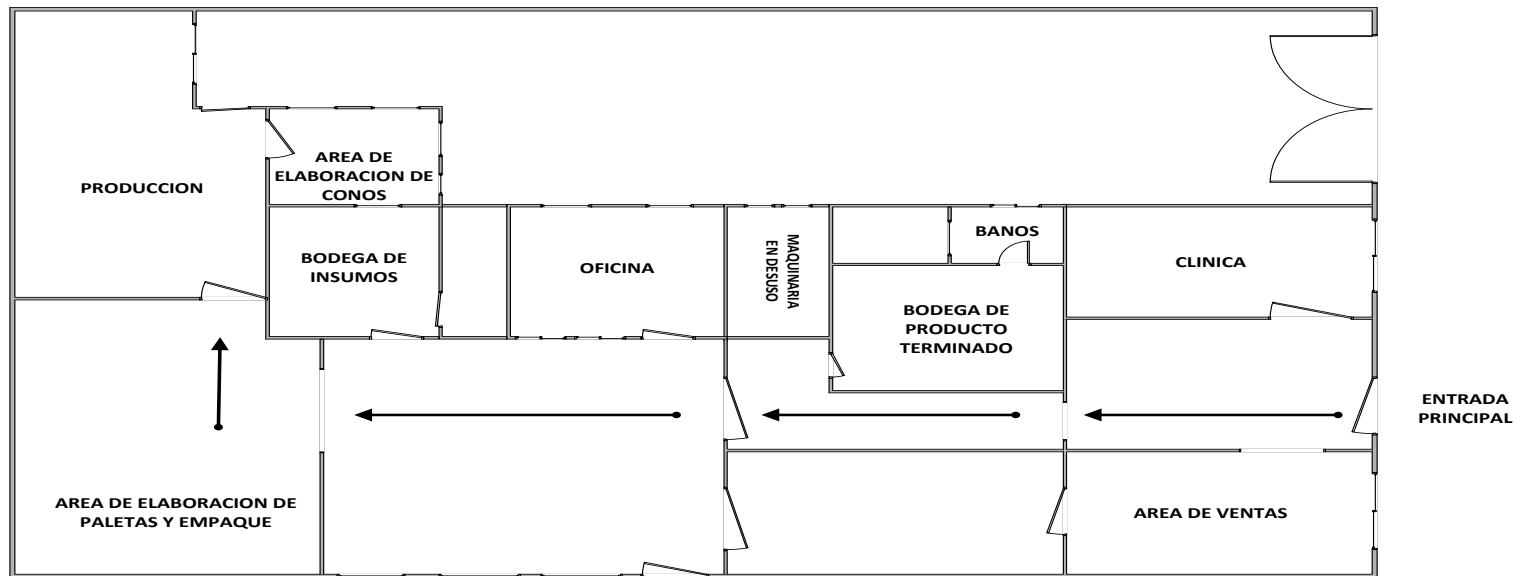 PRODUCCION
AREA DE
ELABORACION DE
CONOS
BODEGA DE
INSUMOS
OFICINA
MAQUINARIA
EN DESUSO
BANOS
CLINICA
BODEGA DE
PRODUCTO
TERMINADO
ENTRADA
PRINCIPAL
AREA DE ELABORACION DE
PALETAS Y EMPAQUE
AREA DE VENTAS